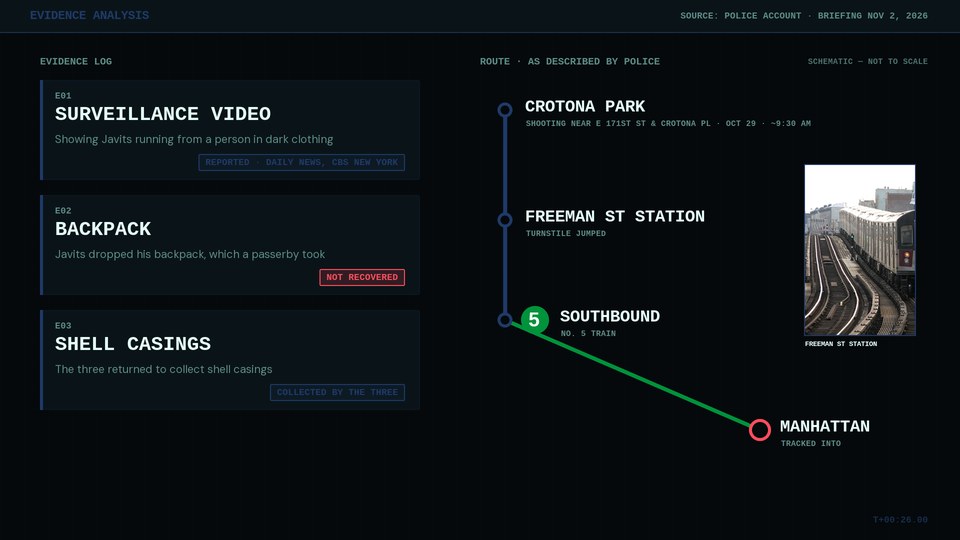 EVIDENCE ANALYSIS
SOURCE: POLICE ACCOUNT · BRIEFING NOV 2, 2026
EVIDENCE LOG
E01
SURVEILLANCE VIDEO
Showing Javits running from a person in dark clothing
REPORTED · DAILY NEWS, CBS NEW YORK
E02
BACKPACK
Javits dropped his backpack, which a passerby took
NOT RECOVERED
E03
SHELL CASINGS
The three returned to collect shell casings
COLLECTED BY THE THREE
ROUTE · AS DESCRIBED BY POLICE
SCHEMATIC — NOT TO SCALE
CROTONA PARK
SHOOTING NEAR E 171ST ST & CROTONA PL · OCT 29 · ~9:30 AM
FREEMAN ST STATION
TURNSTILE JUMPED
5
SOUTHBOUND
NO. 5 TRAIN
FREEMAN ST STATION
MANHATTAN
TRACKED INTO
T+00:26.00